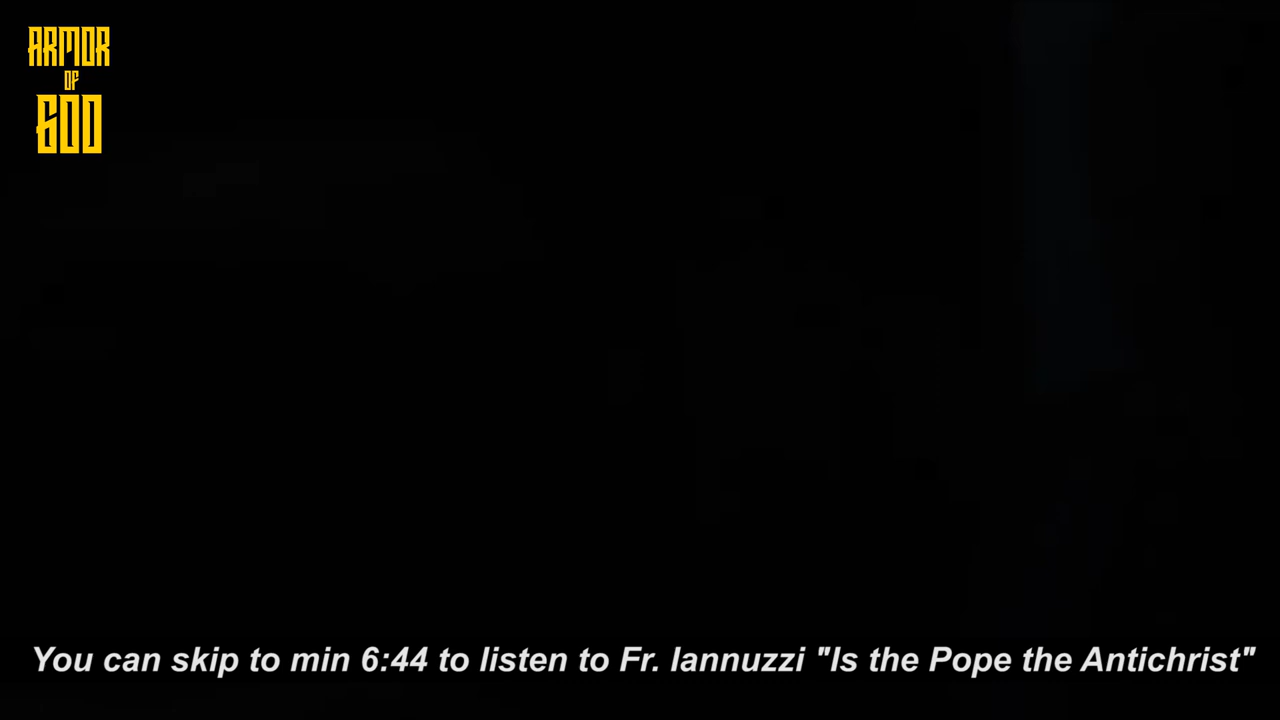 ARMOR
OF
GOD
You can skip to min 6:44 to listen to Fr. Iannuzzi "Is the Pope the Antichrist"